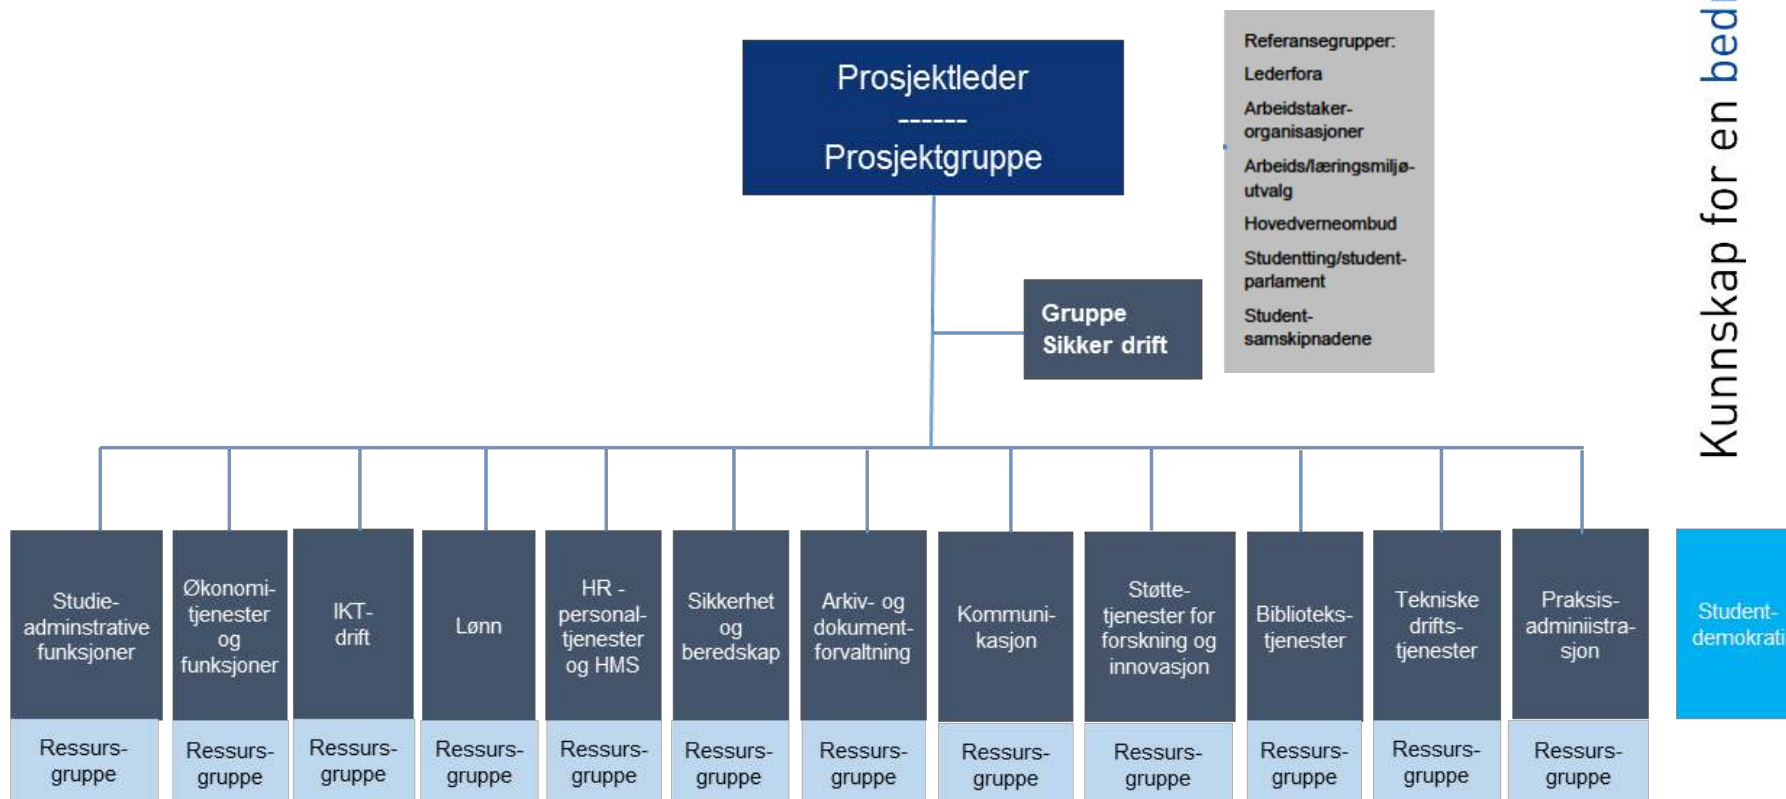 Prosjektleder
------
Prosjektgruppe
Referansegrupper:
Lederfora
Arbeidstaker-
organisasjoner
Arbeids/læringsmiljø-
utvalg
Hovedverneombud
Studentting/student-
parlament
Student-
samskipnadene
Kunnskap for en
Gruppe
Sikker drift
Studie-
adminstrative
funksjoner
Økonomi-
tjenester
og
funksjoner
IKT-
drift
Lønn
HR -
personal-
tjenester
og HMS
Sikkerhet
og
beredskap
Arkiv- og
dokument-
forvaltning
Kommuni-
kasjon
Støtte-
tjenester for
forskning og
innovasjon
Biblioteks-
tjenester
Tekniske
drifts-
tjenester
Praksis-
adminiistra-
sjon
Student-
demokrati
Ressurs-
gruppe
Ressurs-
gruppe
Ressurs-
gruppe
Ressurs-
gruppe
Ressurs-
gruppe
Ressurs-
gruppe
Ressurs-
gruppe
Ressurs-
gruppe
Ressurs-
gruppe
Ressurs-
gruppe
Ressurs-
gruppe
Ressurs-
gruppe